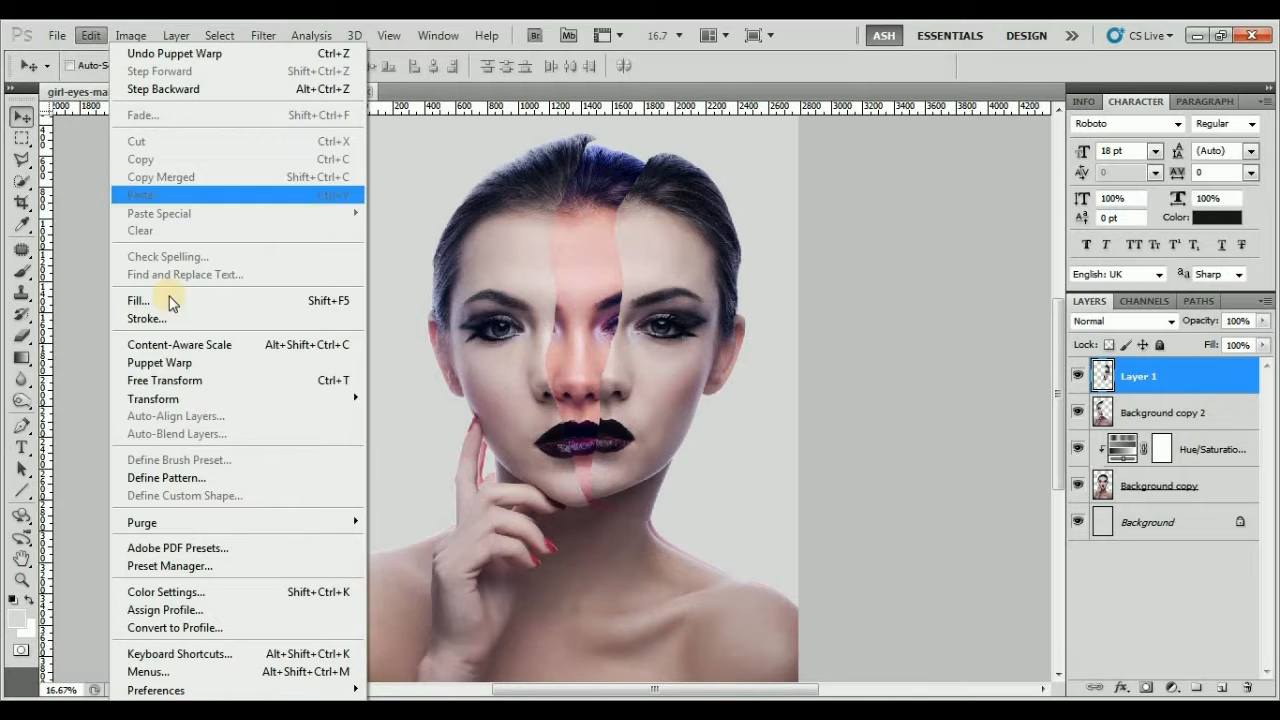 Ps File Edit Image Layer Select Filter Analysis 3D View Window Help Br Mb 16.7 ASH ESSENTIALS DESIGN CS Live
Auto-S
girl-eyes-ma
INFO CHARACTER PARAGRAPH
Roboto Regular
18 pt (Auto)
0 0
100% 100%
0 pt Color:
T T TT Tt T¹ T₁ T T
English: UK aa Sharp
LAYERS CHANNELS PATHS
Normal Opacity: 100%
Lock: Fill: 100%
Layer 1
Background copy 2
Hue/Saturatio...
Background copy
Background
Undo Puppet Warp Ctrl+Z
Step Forward Shift+Ctrl+Z
Step Backward Alt+Ctrl+Z
Fade... Shift+Ctrl+F
Cut Ctrl+X
Copy Ctrl+C
Copy Merged Shift+Ctrl+C
Paste Ctrl+V
Paste Special
Clear
Check Spelling...
Find and Replace Text...
Fill... Shift+F5
Stroke...
Content-Aware Scale Alt+Shift+Ctrl+C
Puppet Warp
Free Transform Ctrl+T
Transform
Auto-Align Layers...
Auto-Blend Layers...
Define Brush Preset...
Define Pattern...
Define Custom Shape...
Purge
Adobe PDF Presets...
Preset Manager...
Color Settings... Shift+Ctrl+K
Assign Profile...
Convert to Profile...
Keyboard Shortcuts... Alt+Shift+Ctrl+K
Menus... Alt+Shift+Ctrl+M
Preferences
2000 1800 200 400 600 800 1000 1200 1400 1600 1800 2000 2200 2400 2600 2800 3000 3200 3400 3600 3800 4000 4200
16.67%